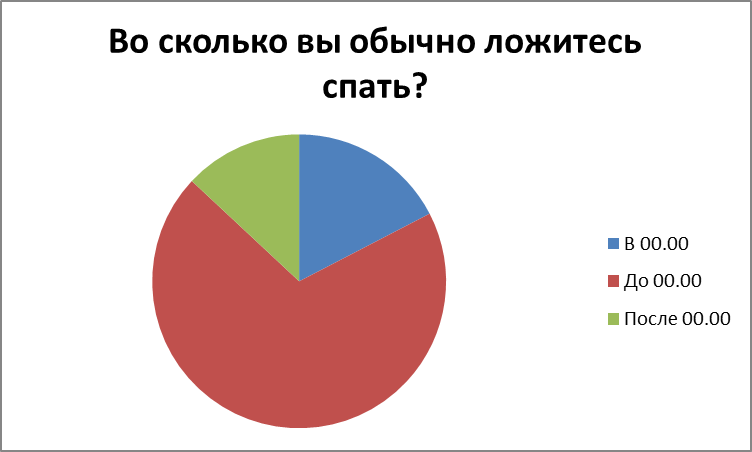 Во сколько вы обычно ложитесь
спать?
В 00.00
До 00.00
После 00.00